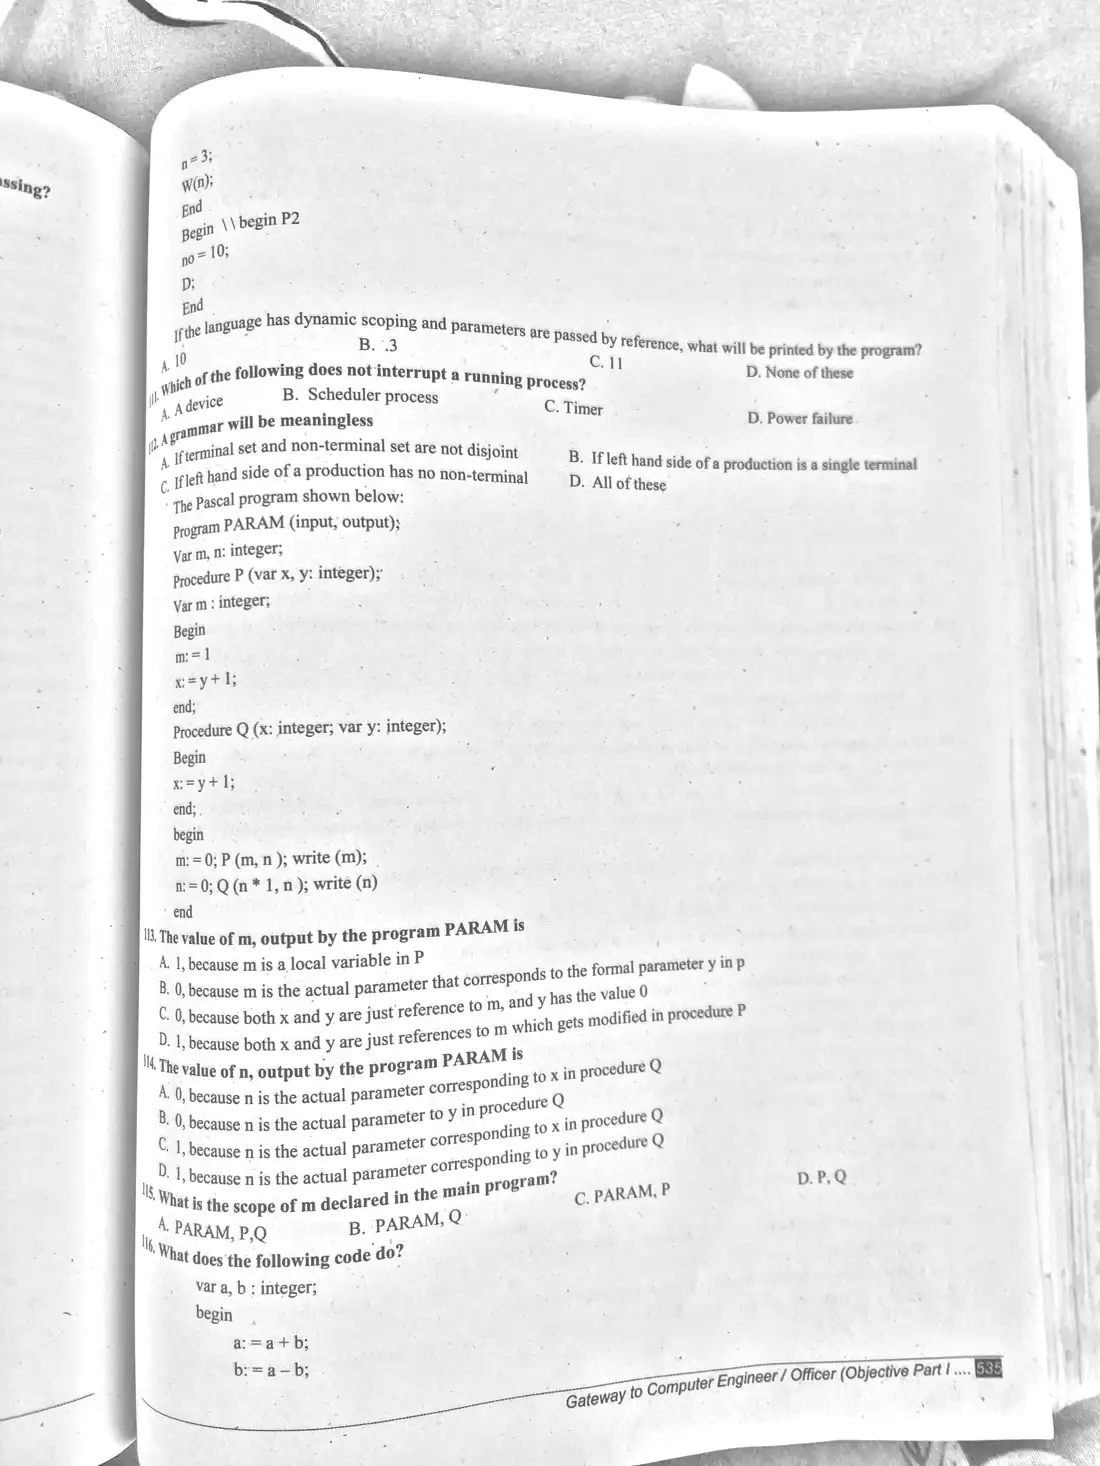 assing?
n = 3;
W(n);
End
Begin \\ begin P2
no = 10;
D;
End
If the language has dynamic scoping and parameters are passed by reference, what will be printed by the program?
A. 10 B. .3 C. 11 D. None of these
111. Which of the following does not interrupt a running process?
A. A device B. Scheduler process C. Timer D. Power failure
112. A grammar will be meaningless
A. If terminal set and non-terminal set are not disjoint B. If left hand side of a production is a single terminal
C. If left hand side of a production has no non-terminal D. All of these
The Pascal program shown below:
Program PARAM (input, output);
Var m, n: integer;
Procedure P (var x, y: integer);
Var m : integer;
Begin
m: = 1
x: = y + 1;
end;
Procedure Q (x: integer; var y: integer);
Begin
x: = y + 1;
end;
begin
m: = 0; P (m, n ); write (m);
n: = 0; Q (n * 1, n ); write (n)
end
113. The value of m, output by the program PARAM is
A. 1, because m is a local variable in P
B. 0, because m is the actual parameter that corresponds to the formal parameter y in p
C. 0, because both x and y are just reference to m, and y has the value 0
D. 1, because both x and y are just references to m which gets modified in procedure P
114. The value of n, output by the program PARAM is
A. 0, because n is the actual parameter corresponding to x in procedure Q
B. 0, because n is the actual parameter to y in procedure Q
C. 1, because n is the actual parameter corresponding to x in procedure Q
D. 1, because n is the actual parameter corresponding to y in procedure Q
115. What is the scope of m declared in the main program?
A. PARAM, P,Q B. PARAM, Q C. PARAM, P D. P, Q
116. What does the following code do?
var a, b : integer;
begin
a: = a + b;
b: = a – b;
Gateway to Computer Engineer / Officer (Objective Part I .... 535